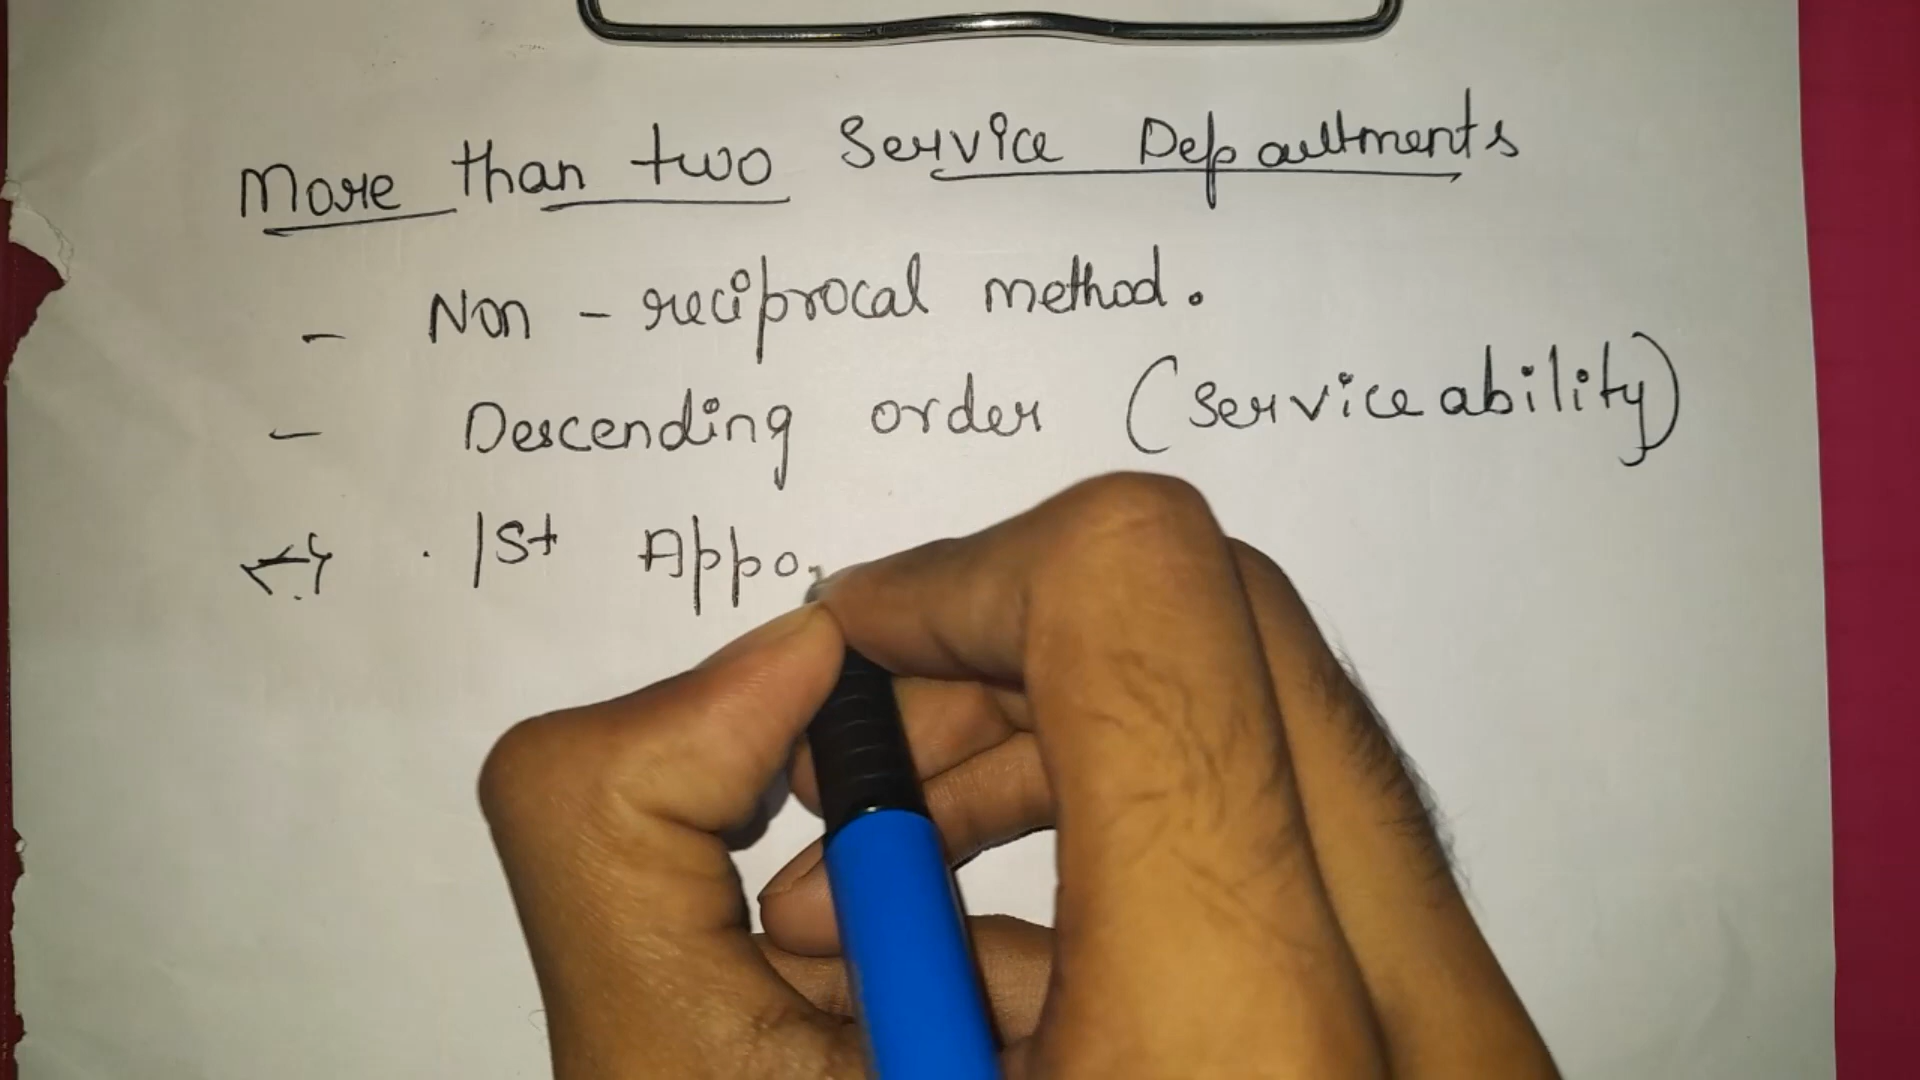 More than two Service Departments
- Non - reciprocal method.
- Descending order (Serviceability)
. 1st Appo